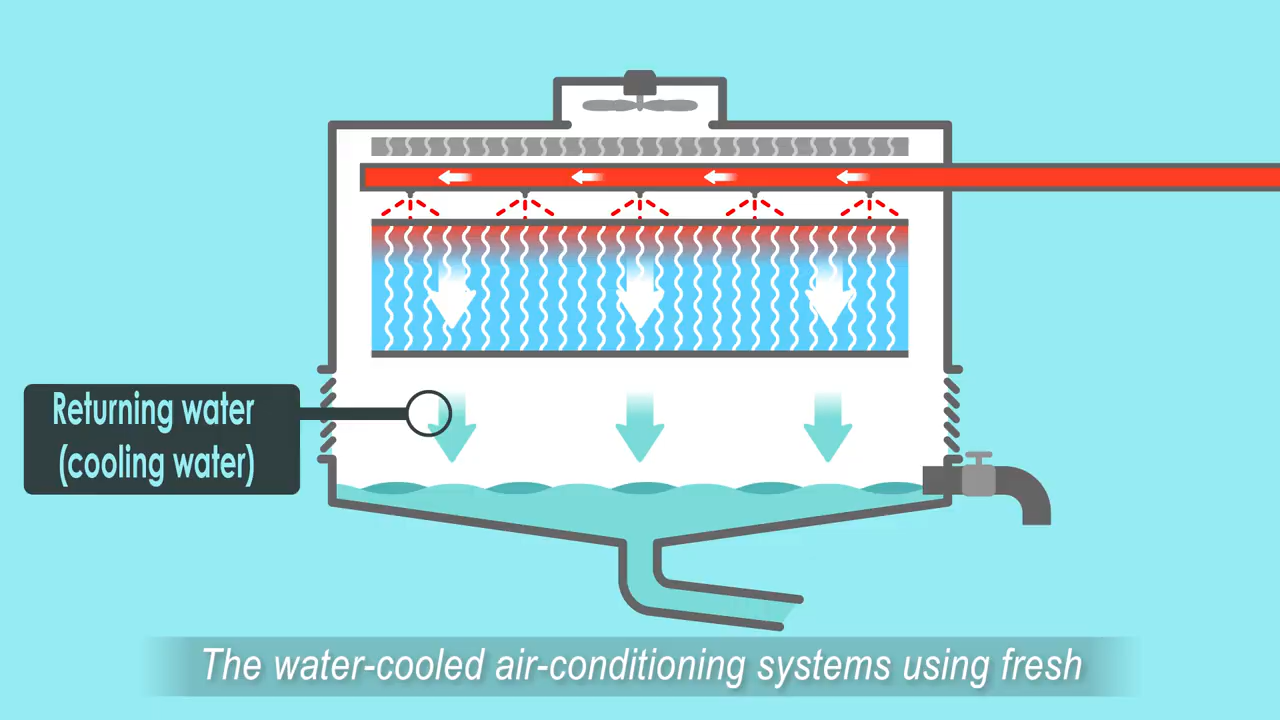 Returning water
(cooling water)
The water-cooled air-conditioning systems using fresh